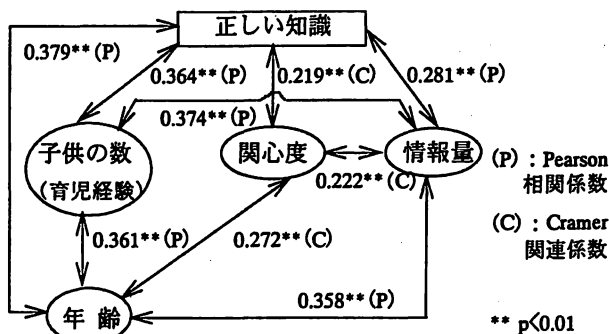 正しい知識
0.379** (P)
0.364** (P)
0.219** (C)
0.281** (P)
0.374** (P)
子供の数
(育児経験)
関心度
情報量
0.222** (C)
0.361** (P)
0.272** (C)
0.358** (P)
年 齢
(P) : Pearson
相関係数
(C) : Cramer
関連係数
** p<0.01